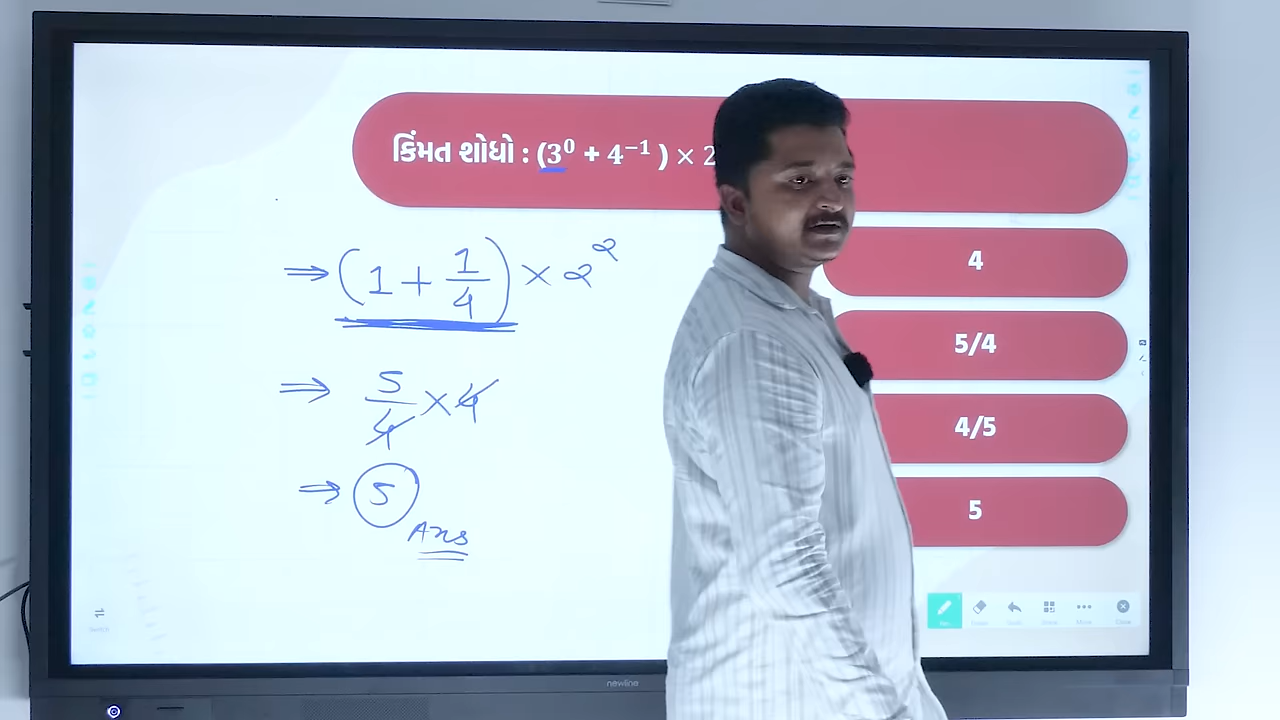 કિંમત શોધો : (3⁰ + 4⁻¹ ) × 2
4
5/4
4/5
5
⇒ (1 + 1/4) × 2²
⇒ 5/4 × 4
⇒ 5
Ans
newline